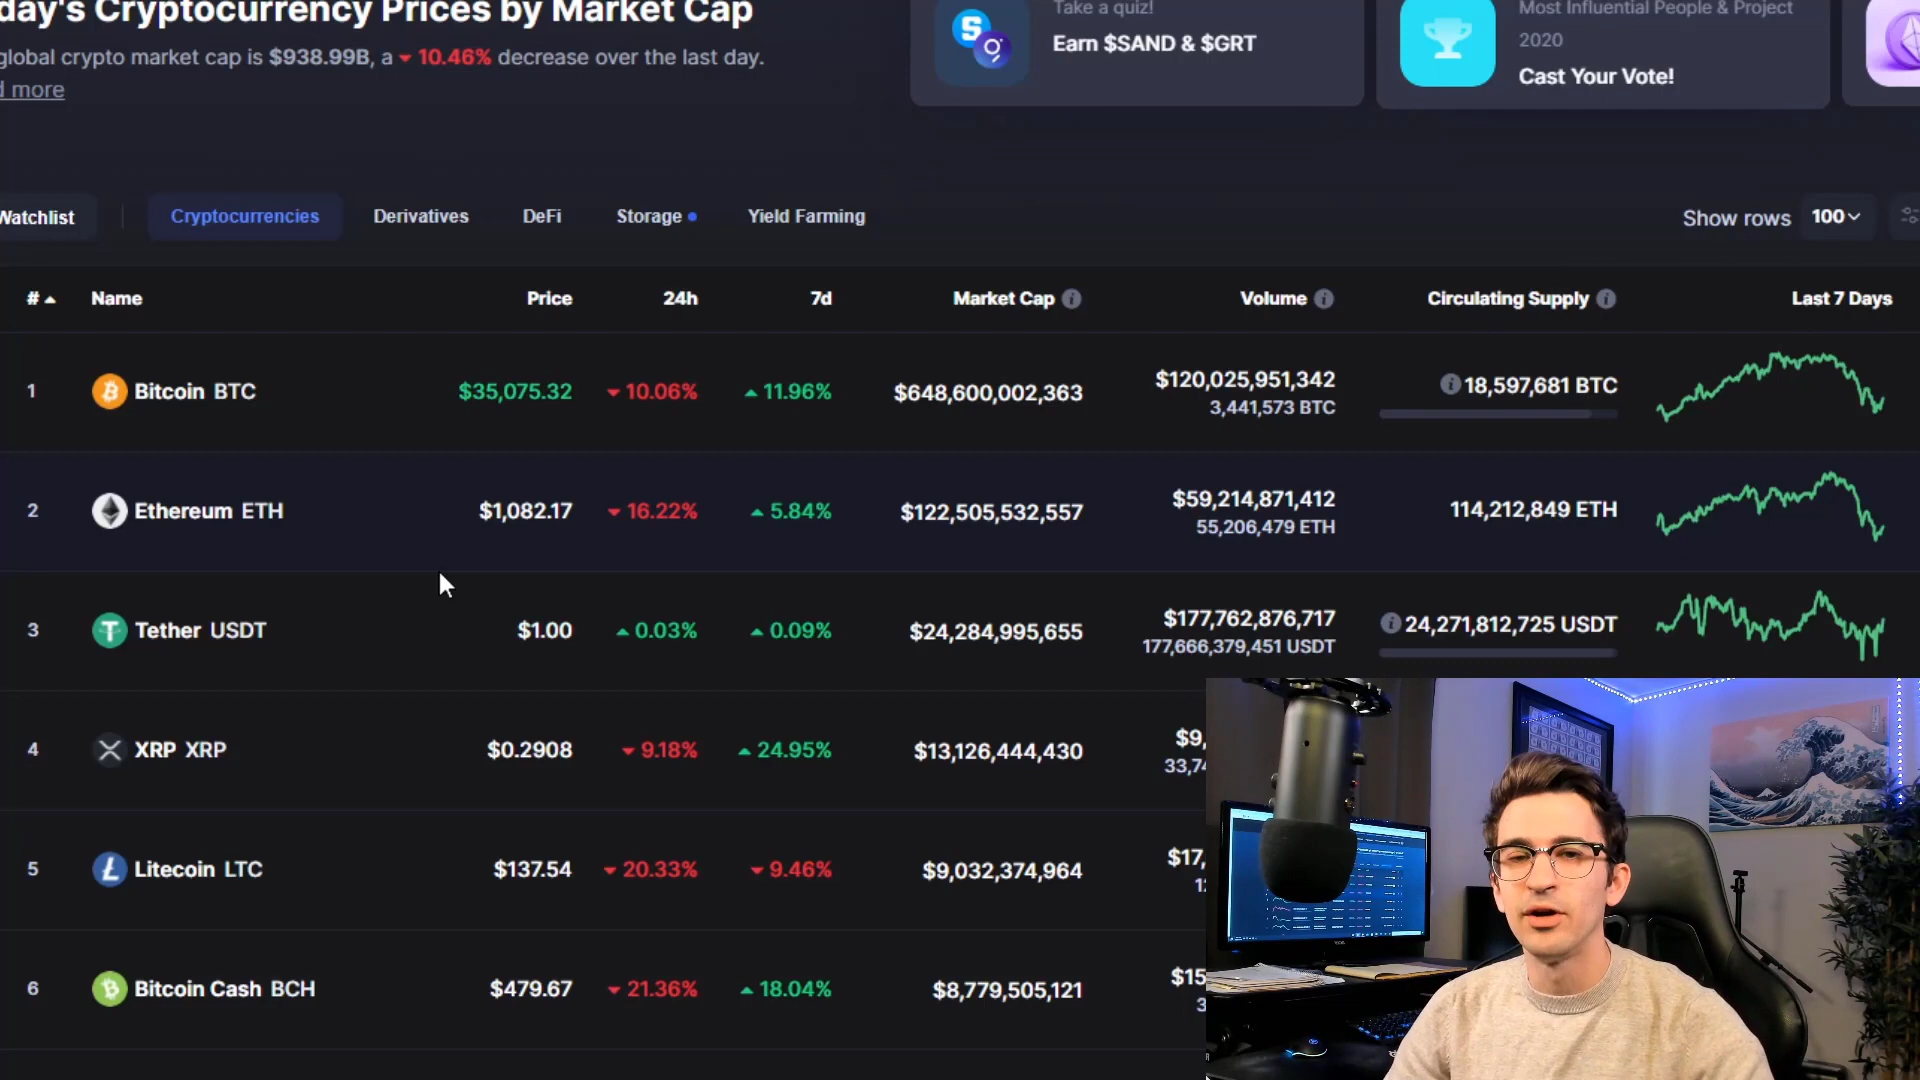 day's Cryptocurrency Prices by Market Cap
global crypto market cap is $938.99B, a 10.46% decrease over the last day.
d more
Take a quiz!
Earn $SAND & $GRT
Most Influential People & Project
2020
Cast Your Vote!
Watchlist
Cryptocurrencies Derivatives DeFi Storage Yield Farming
Show rows 100
# Name Price 24h 7d Market Cap Volume Circulating Supply Last 7 Days
1 Bitcoin BTC $35,075.32 10.06% 11.96% $648,600,002,363 $120,025,951,342 18,597,681 BTC
3,441,573 BTC
2 Ethereum ETH $1,082.17 16.22% 5.84% $122,505,532,557 $59,214,871,412 114,212,849 ETH
55,206,479 ETH
3 Tether USDT $1.00 0.03% 0.09% $24,284,995,655 $177,762,876,717 24,271,812,725 USDT
177,666,379,451 USDT
4 XRP XRP $0.2908 9.18% 24.95% $13,126,444,430 $9,
33,74
5 Litecoin LTC $137.54 20.33% 9.46% $9,032,374,964 $17,
12
6 Bitcoin Cash BCH $479.67 21.36% 18.04% $8,779,505,121 $15
3